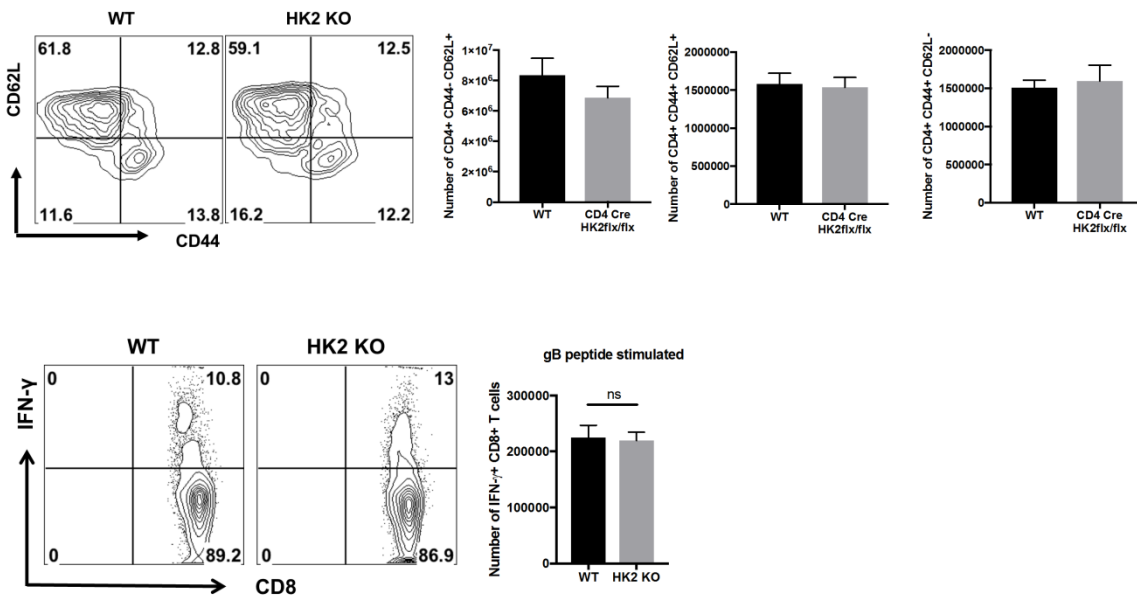 WT
HK2 KO
61.8
12.8
59.1
12.5
CD62L
11.6
13.8
16.2
12.2
CD44
Number of CD4+ CD44- CD62L+
1×10⁷
8×10⁶
6×10⁶
4×10⁶
2×10⁶
0
WT
CD4 Cre
HK2flx/flx
Number of CD4+ CD44+ CD62L+
2000000
1500000
1000000
500000
0
WT
CD4 Cre
HK2flx/flx
Number of CD4+ CD44+ CD62L-
2000000
1500000
1000000
500000
0
WT
CD4 Cre
HK2flx/flx
WT
HK2 KO
0
10.8
0
13
IFN-γ
0
89.2
0
86.9
CD8
gB peptide stimulated
Number of IFN-γ+ CD8+ T cells
300000
200000
100000
0
ns
WT
HK2 KO